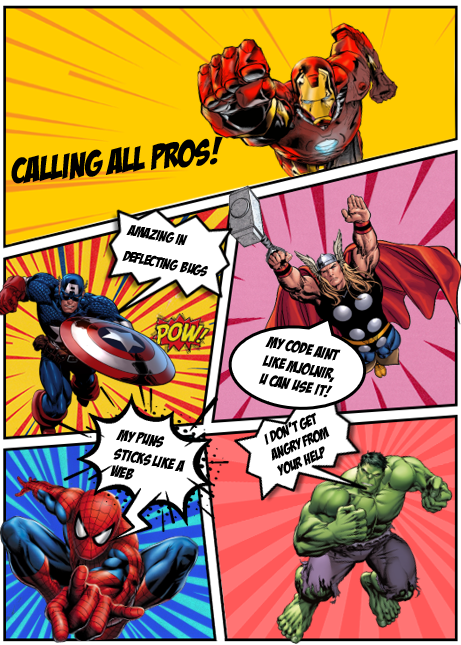 CALLING ALL PROS!
AMAZING IN
DEFLECTING BUGS
POW!
MY CODE AINT
LIKE MJOLNIR,
U CAN USE IT!
MY PUNS
STICKS LIKE A
WEB
I DON'T GET
ANGRY FROM
YOUR HELP